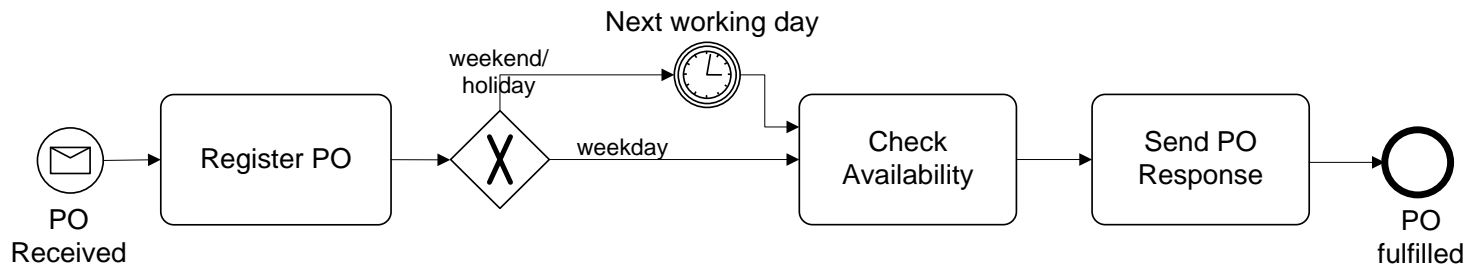 Next working day
weekend/
holiday
weekday
Register PO
Check
Availability
Send PO
Response
PO
Received
PO
fulfilled